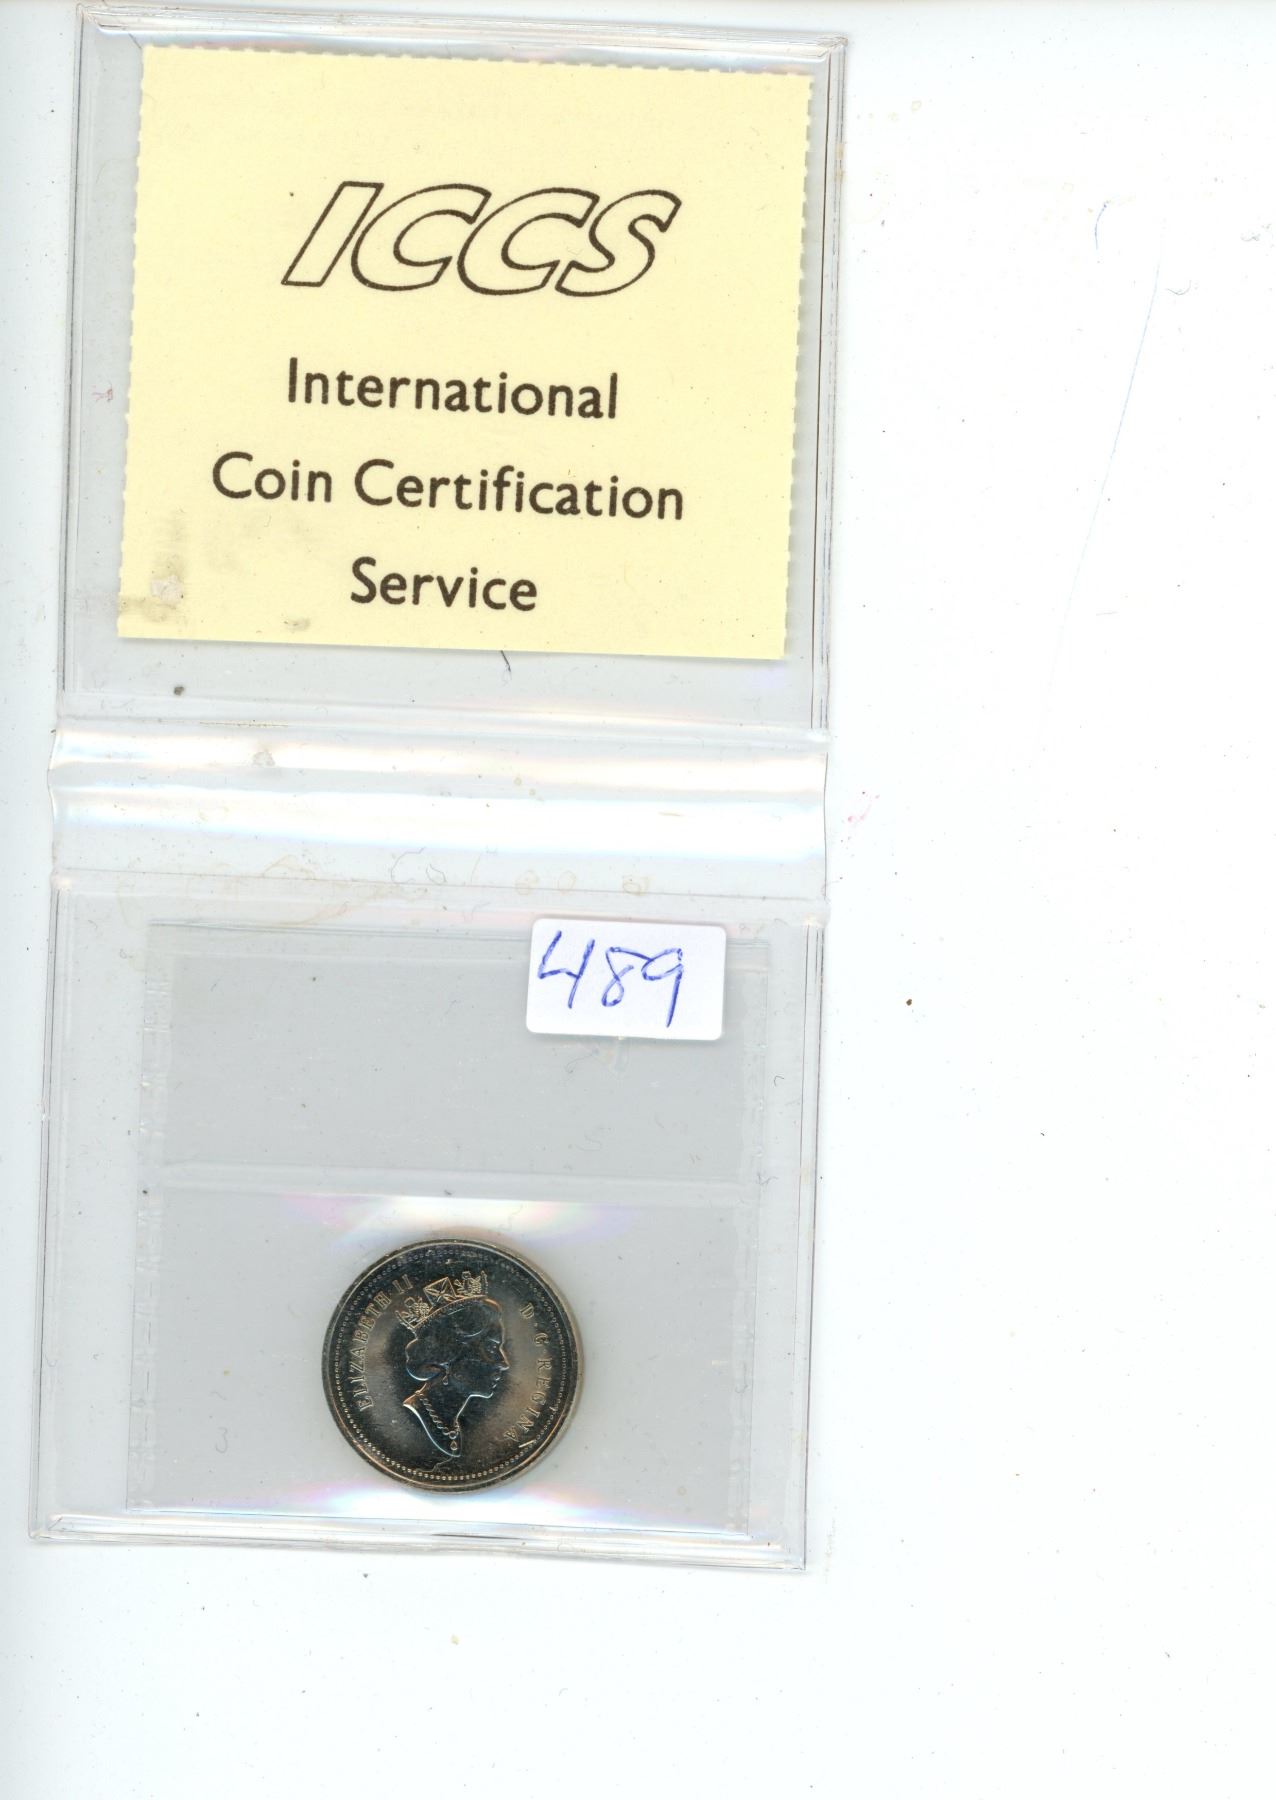 ICCS
International
Coin Certification
Service
489
ELIZABETH II D·G·REGINA